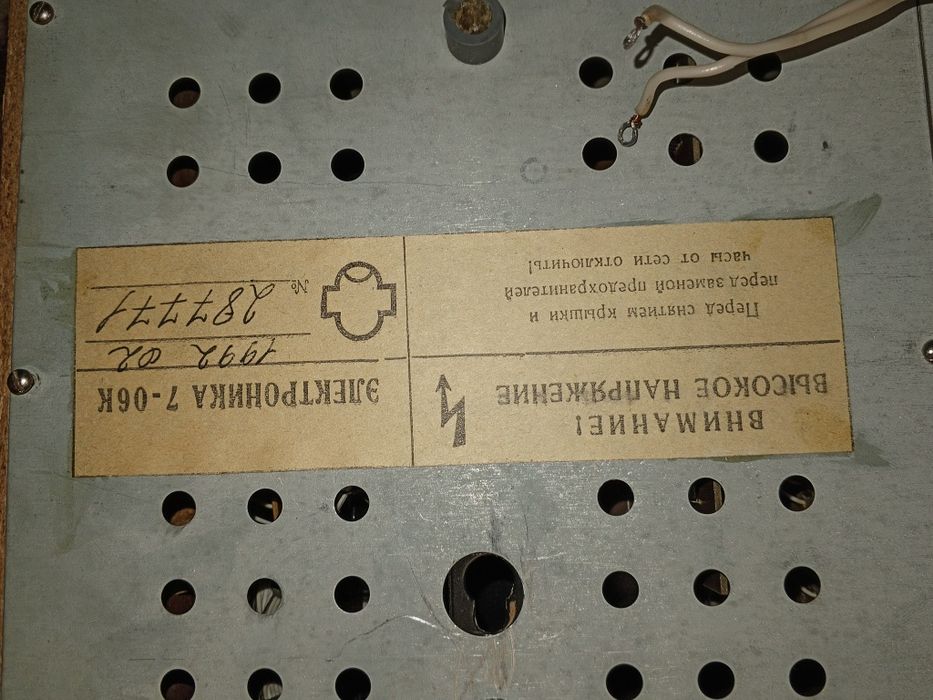 ВНИМАНИЕ!
ВЫСОКОЕ НАПРЯЖЕНИЕ
Перед снятием крышки и
перед заменой предохранителей
часы от сети отключить!
ЭЛЕКТРОНИКА 7-06К
1992 02
№ 287771